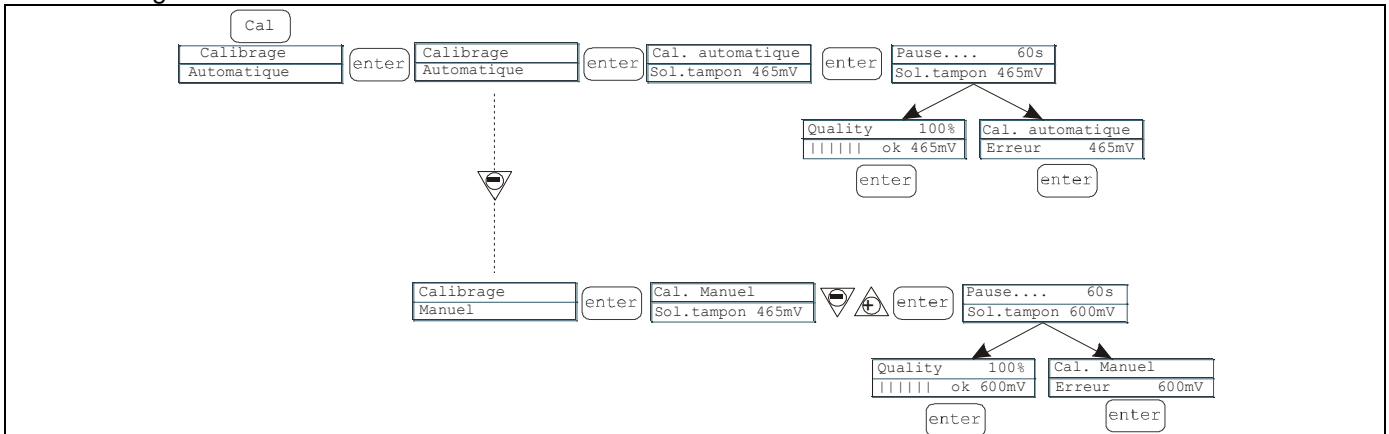 Cal
Calibrage
Automatique
enter
Calibrage
Automatique
enter
Cal. automatique
Sol.tampon 465mV
enter
Pause.... 60s
Sol.tampon 465mV
Quality 100%
|||||| ok 465mV
enter
Cal. automatique
Erreur 465mV
enter
Calibrage
Manuel
enter
Cal. Manuel
Sol.tampon 465mV
enter
Pause.... 60s
Sol.tampon 600mV
Quality 100%
|||||| ok 600mV
enter
Cal. Manuel
Erreur 600mV
enter